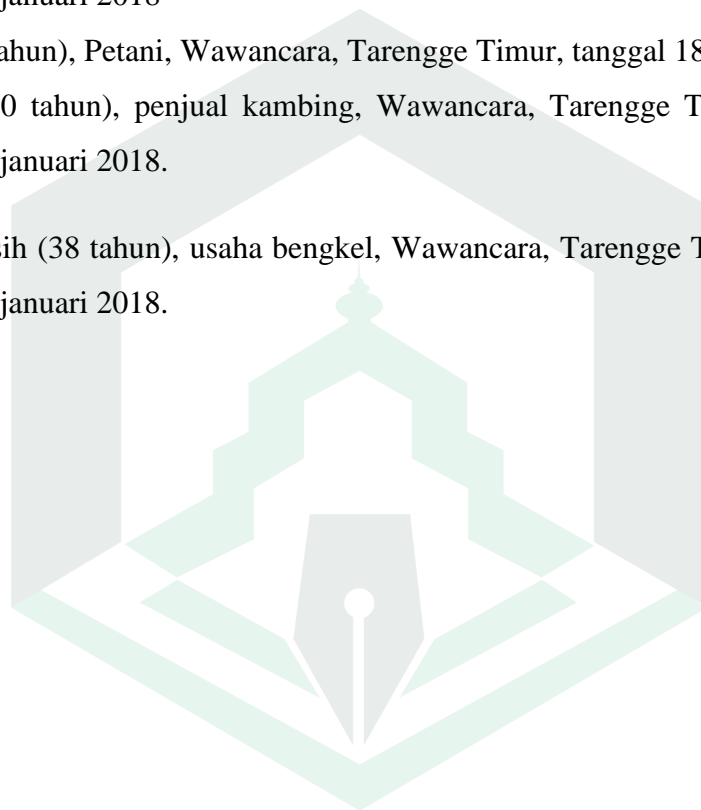 januari 2018
ahun), Petani, Wawancara, Tarengge Timur, tanggal 18
0 tahun), penjual kambing, Wawancara, Tarengge T
januari 2018.
sih (38 tahun), usaha bengkel, Wawancara, Tarengge T
januari 2018.